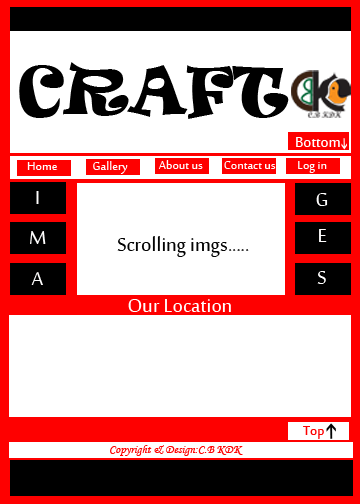 CRAFT
C.B KDK
Bottom↓
Home Gallery About us Contact us Log in
I G
M E
A S
Scrolling imgs.....
Our Location
Top↑
Copyright & Design:C.B KDK